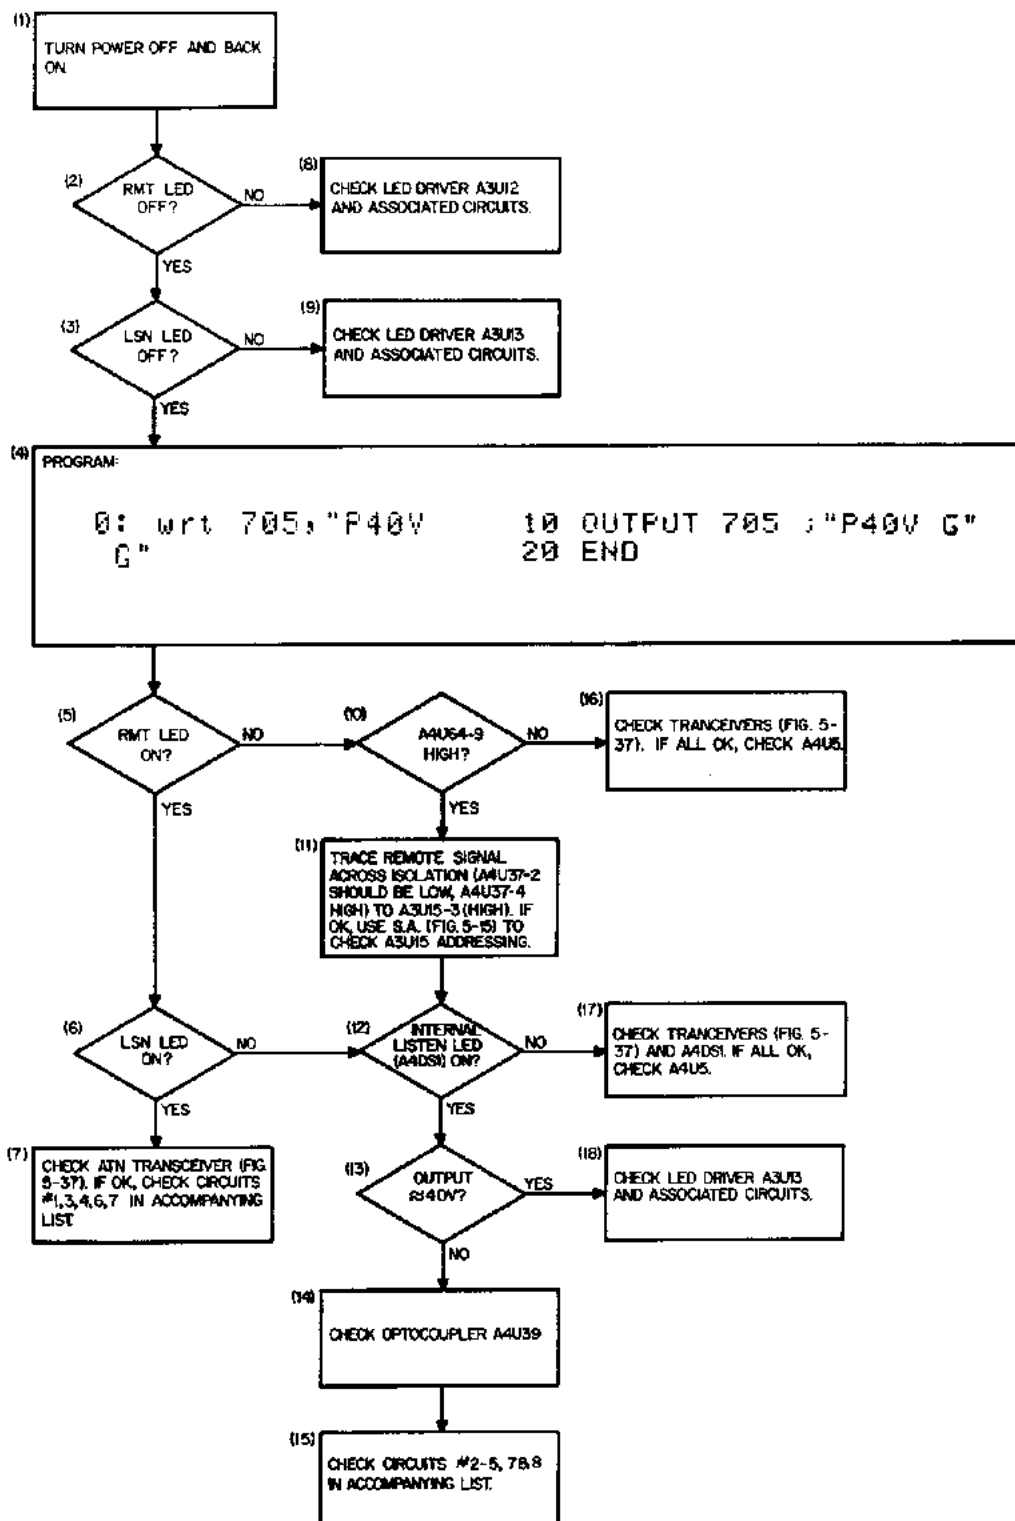 (1)
TURN POWER OFF AND BACK
ON.
(2)
RMT LED
OFF?
NO
(8)
CHECK LED DRIVER A3U12
AND ASSOCIATED CIRCUITS.
YES
(3)
LSN LED
OFF?
NO
(9)
CHECK LED DRIVER A3U13
AND ASSOCIATED CIRCUITS.
YES
(4)
PROGRAM:
0: wrt 705,"P40V
G"
10 OUTPUT 705 ;"P40V G"
20 END
(5)
RMT LED
ON?
NO
(10)
A4U64-9
HIGH?
NO
(16)
CHECK TRANCEIVERS (FIG. 5-
37). IF ALL OK, CHECK A4U5.
YES
YES
(11)
TRACE REMOTE SIGNAL
ACROSS ISOLATION (A4U37-2
SHOULD BE LOW, A4U37-4
HIGH) TO A3U15-3 (HIGH). IF
OK, USE S.A. (FIG. 5-15) TO
CHECK A3U15 ADDRESSING.
(6)
LSN LED
ON?
NO
(12)
INTERNAL
LISTEN LED
(A4DS1) ON?
NO
(17)
CHECK TRANCEIVERS (FIG. 5-
37) AND A4DS1. IF ALL OK,
CHECK A4U5.
YES
YES
(7)
CHECK ATN TRANSCEIVER (FIG.
5-37). IF OK, CHECK CIRCUITS
#1,3,4,6,7 IN ACCOMPANYING
LIST
(13)
OUTPUT
≈40V?
YES
(18)
CHECK LED DRIVER A3U13
AND ASSOCIATED CIRCUITS.
NO
(14)
CHECK OPTOCOUPLER A4U39
(15)
CHECK CIRCUITS #2-5, 7&8
IN ACCOMPANYING LIST.